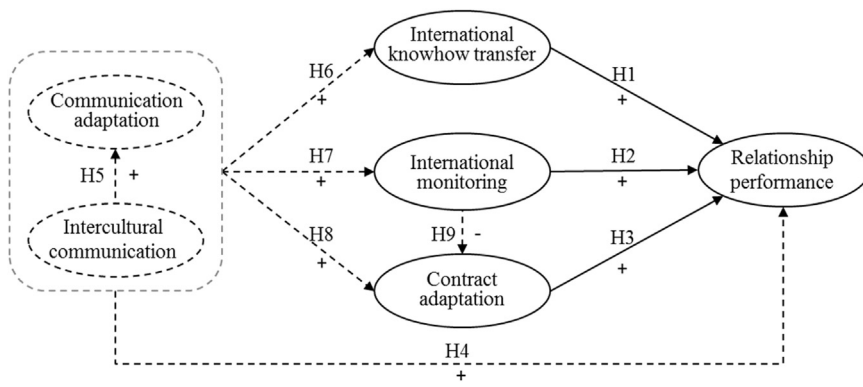 International
knowhow transfer
H6
+
H1
+
Communication
adaptation
H5 +
Intercultural
communication
H7
+
International
monitoring
H2
+
Relationship
performance
H8
+
H9 -
H3
+
Contract
adaptation
H4
+